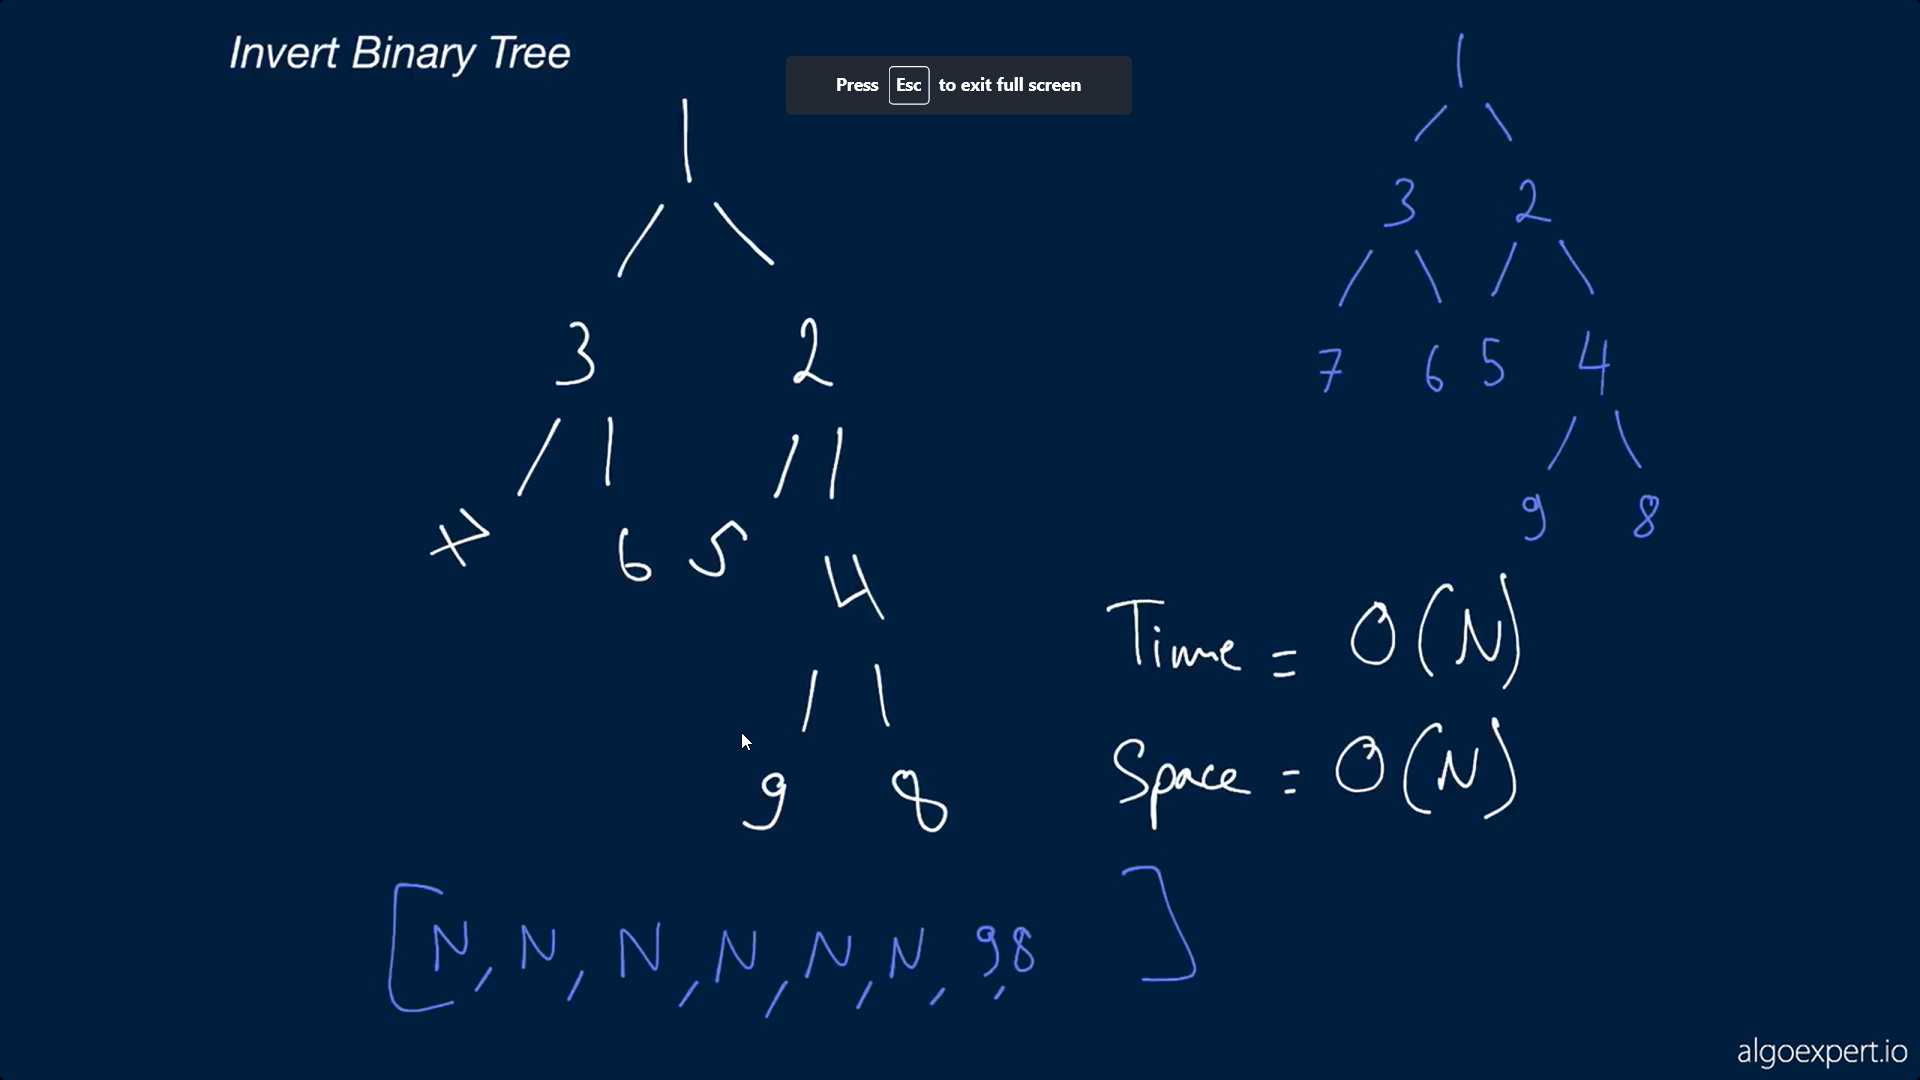 Invert Binary Tree
Press Esc to exit full screen
1
3 2
7 6 5 4
9 8
1
3 2
7 6 5 4
9 8
Time = O(N)
Space = O(N)
[N, N, N, N, N, N, 9, 8 ]
algoexpert.io